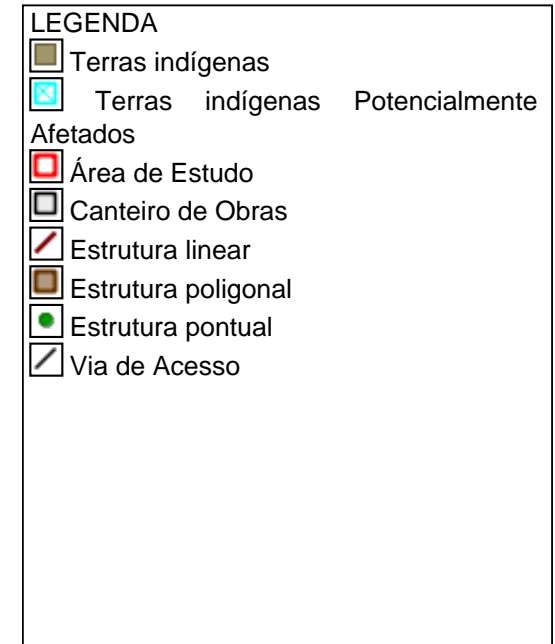 LEGENDA
Terras indígenas
Terras indígenas Potencialmente
Afetados
Área de Estudo
Canteiro de Obras
Estrutura linear
Estrutura poligonal
Estrutura pontual
Via de Acesso